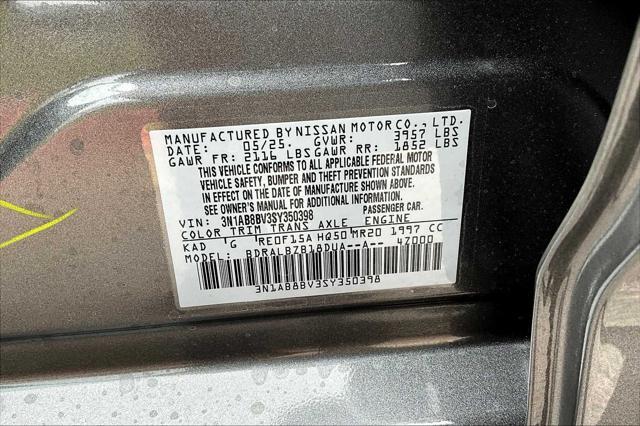 MANUFACTURED BY NISSAN MOTOR CO., LTD.
DATE: 05/25. GVWR: 3957 LBS
GAWR FR: 2116 LBS GAWR RR: 1852 LBS
THIS VEHICLE CONFORMS TO ALL APPLICABLE FEDERAL MOTOR
VEHICLE SAFETY, BUMPER AND THEFT PREVENTION STANDARDS
IN EFFECT ON THE DATE OF MANUFACTURE SHOWN ABOVE.
SEE OWNER'S MANUAL FOR ADDITIONAL INFORMATION.
VIN: 3N1AB8BV3SY350398 PASSENGER CAR.
COLOR TRIM TRANS AXLE ENGINE
KAD G RE0F15A HQ50 MR20 1997 CC
MODEL: BDRALBZB18DUA--A-- 47000
3N1AB8BV3SY350398